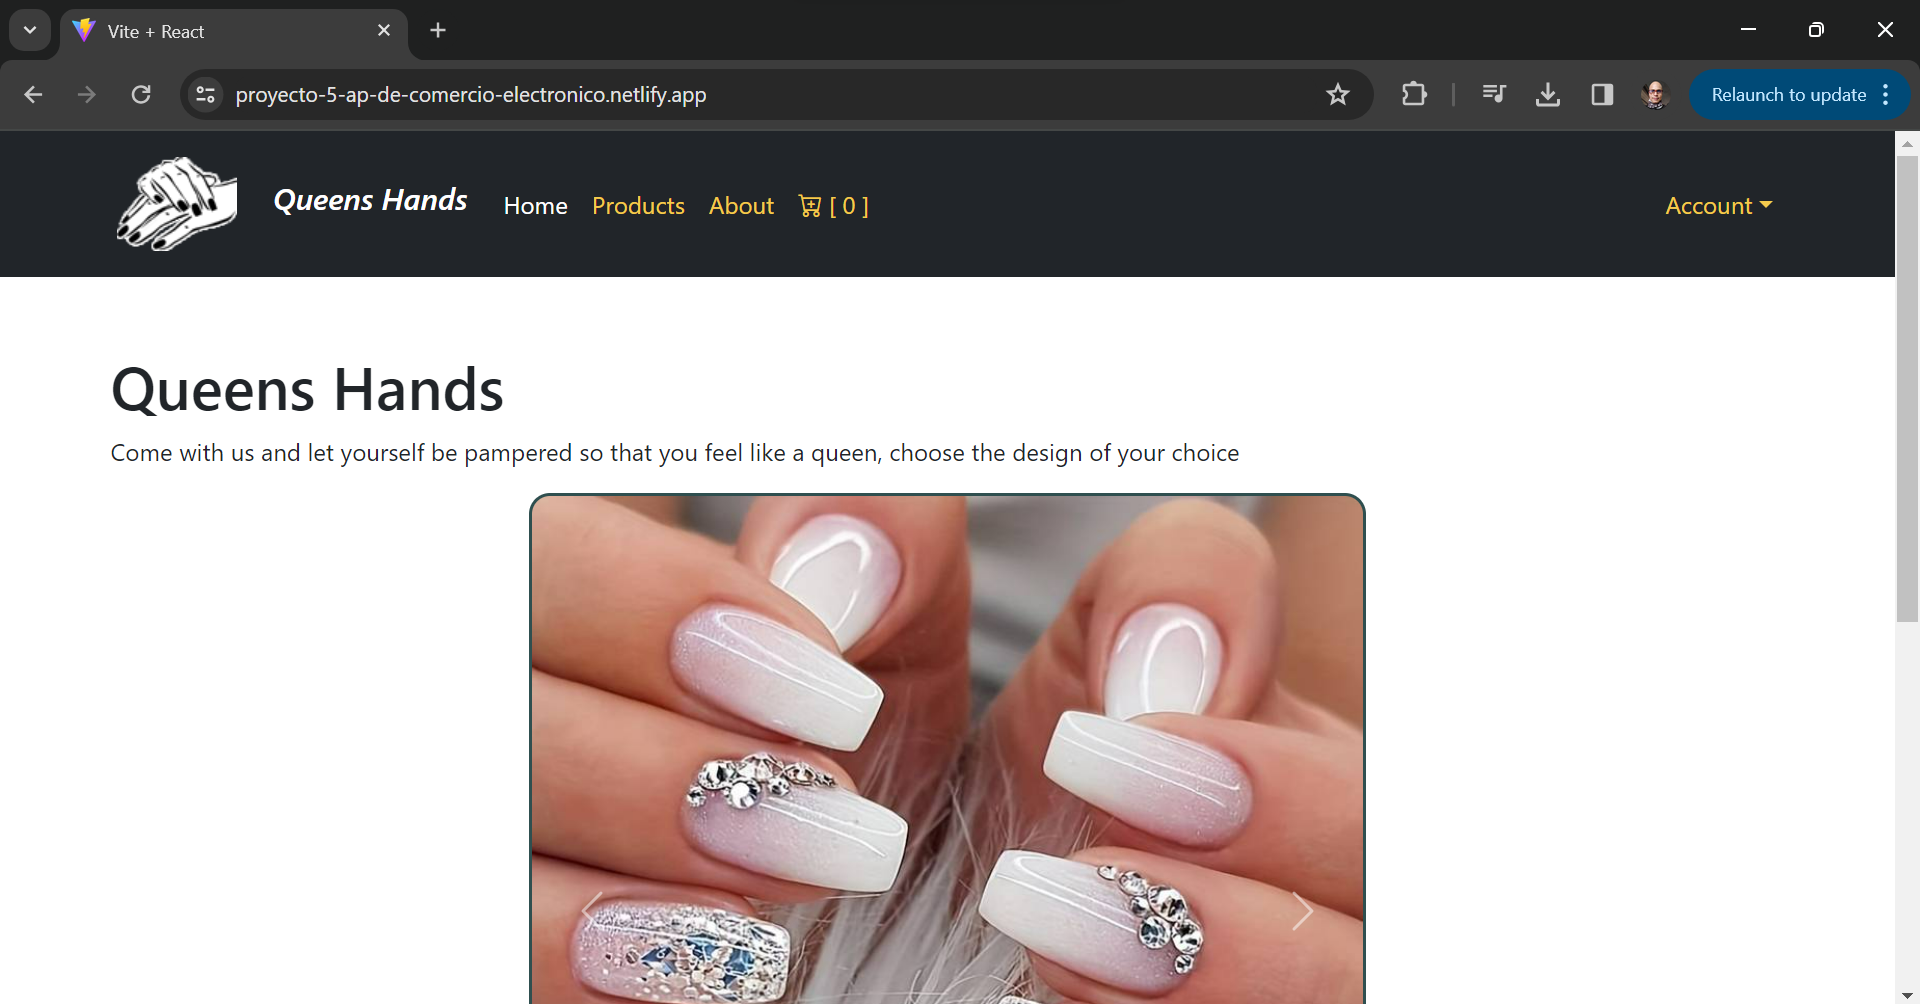 Vite + React
proyecto-5-ap-de-comercio-electronico.netlify.app
Relaunch to update
Queens Hands Home Products About [ 0 ] Account
Queens Hands
Come with us and let yourself be pampered so that you feel like a queen, choose the design of your choice